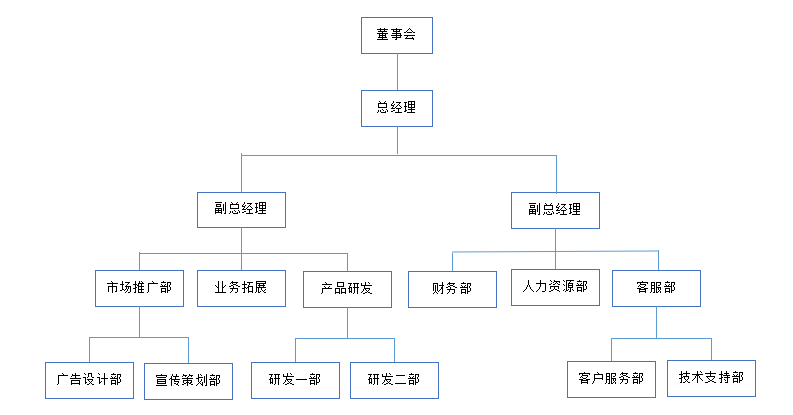 董事会
总经理
副总经理
副总经理
市场推广部
业务拓展
产品研发
财务部
人力资源部
客服部
广告设计部
宣传策划部
研发一部
研发二部
客户服务部
技术支持部